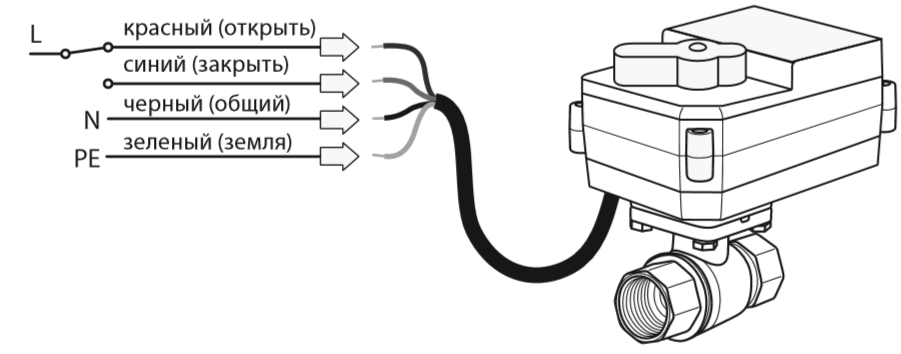 L
красный (открыть)
синий (закрыть)
N черный (общий)
PE зеленый (земля)